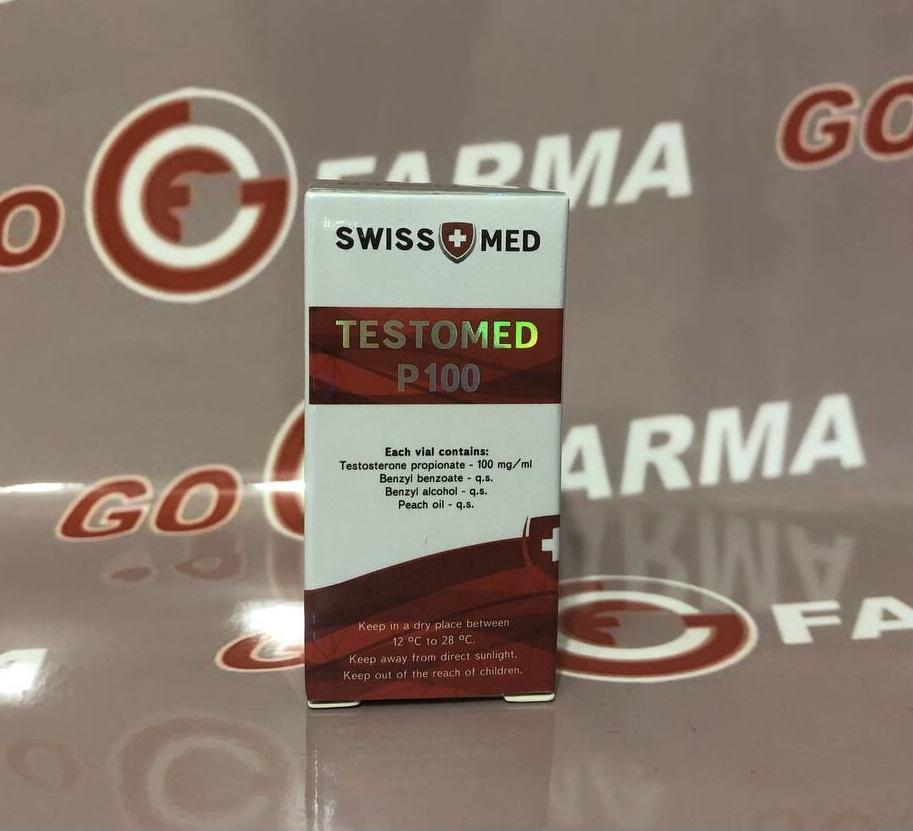 GO
FARMA
GO
SWISS MED
TESTOMED
P100
Each vial contains:
Testosterone propionate - 100 mg/ml
Benzyl benzoate - q.s.
Benzyl alcohol - q.s.
Peach oil - q.s.
GO
FARMA
Keep in a dry place between
12 ºC to 28 ºC.
Keep away from direct sunlight.
Keep out of the reach of children.
FA